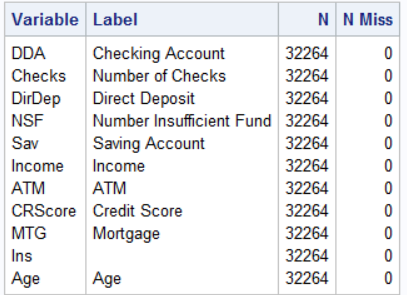 Variable Label N N Miss
DDA Checking Account 32264 0
Checks Number of Checks 32264 0
DirDep Direct Deposit 32264 0
NSF Number Insufficient Fund 32264 0
Sav Saving Account 32264 0
Income Income 32264 0
ATM ATM 32264 0
CRScore Credit Score 32264 0
MTG Mortgage 32264 0
Ins 32264 0
Age Age 32264 0